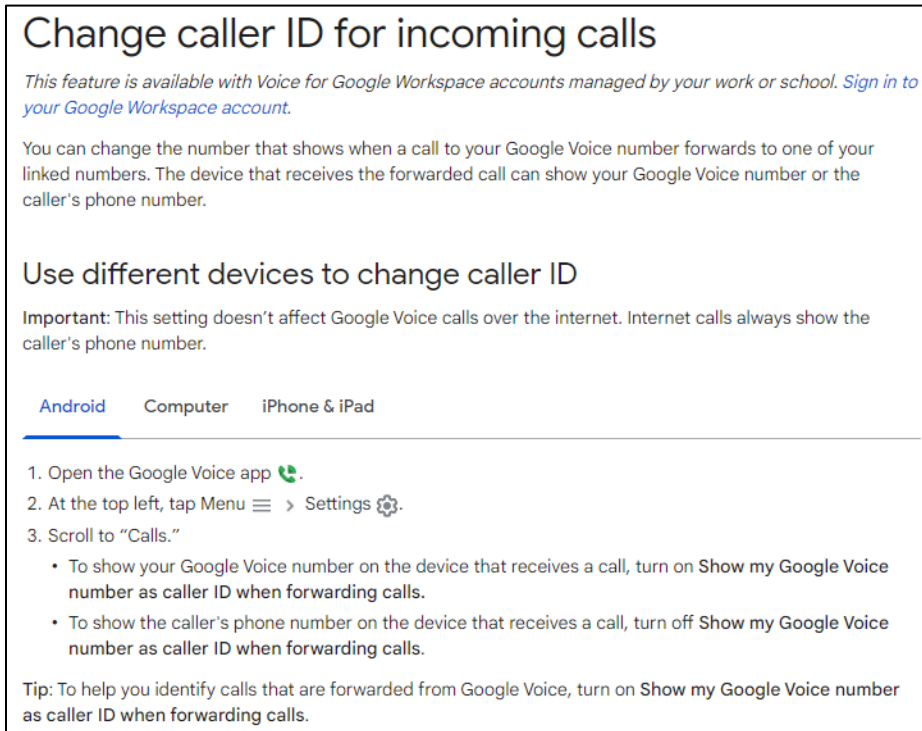 Change caller ID for incoming calls
This feature is available with Voice for Google Workspace accounts managed by your work or school. Sign in to
your Google Workspace account.
You can change the number that shows when a call to your Google Voice number forwards to one of your
linked numbers. The device that receives the forwarded call can show your Google Voice number or the
caller's phone number.
Use different devices to change caller ID
Important: This setting doesn't affect Google Voice calls over the internet. Internet calls always show the
caller's phone number.
Android Computer iPhone & iPad
1. Open the Google Voice app .
2. At the top left, tap Menu > Settings .
3. Scroll to “Calls.”
• To show your Google Voice number on the device that receives a call, turn on Show my Google Voice
number as caller ID when forwarding calls.
• To show the caller's phone number on the device that receives a call, turn off Show my Google Voice
number as caller ID when forwarding calls.
Tip: To help you identify calls that are forwarded from Google Voice, turn on Show my Google Voice number
as caller ID when forwarding calls.